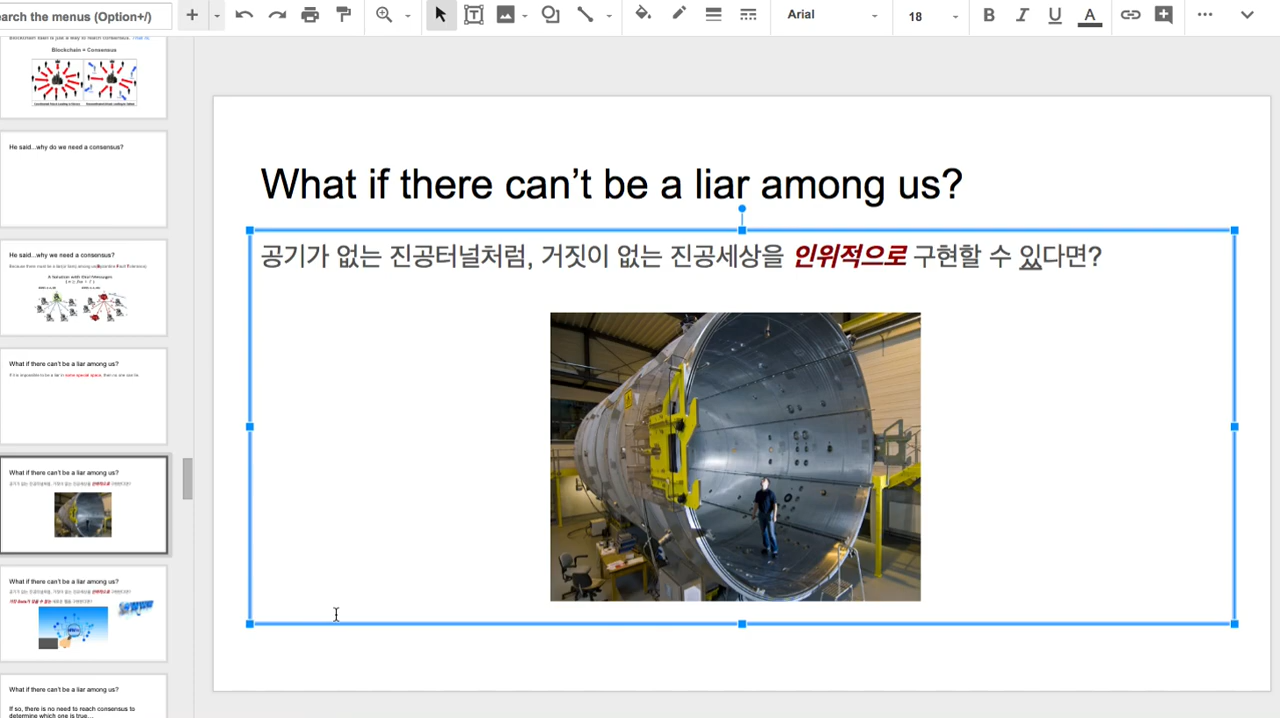 earch the menus (Option+/)
Arial
18
B
I
U
A
Blockchain = Consensus
He said...why do we need a consensus?
He said...why do we need a consensus?
What if there can't be a liar among us?
What if there can't be a liar among us?
What if there can't be a liar among us?
What if there can't be a liar among us?
If so, there is no need to reach consensus to
determine which one is true...
What if there can’t be a liar among us?
공기가 없는 진공터널처럼, 거짓이 없는 진공세상을 인위적으로 구현할 수 있다면?